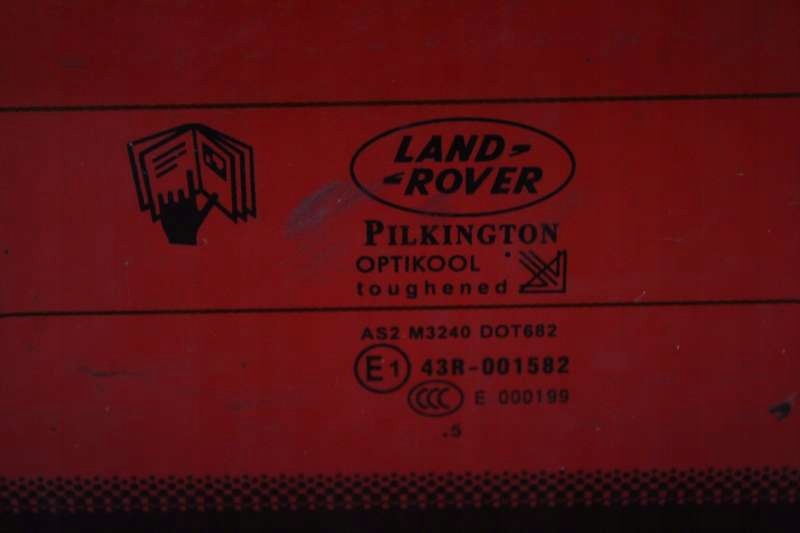 LAND
ROVER
PILKINGTON
OPTIKOOL
toughened
AS2 M3240 DOT682
E1 43R-001582
CCC E 000199
.5